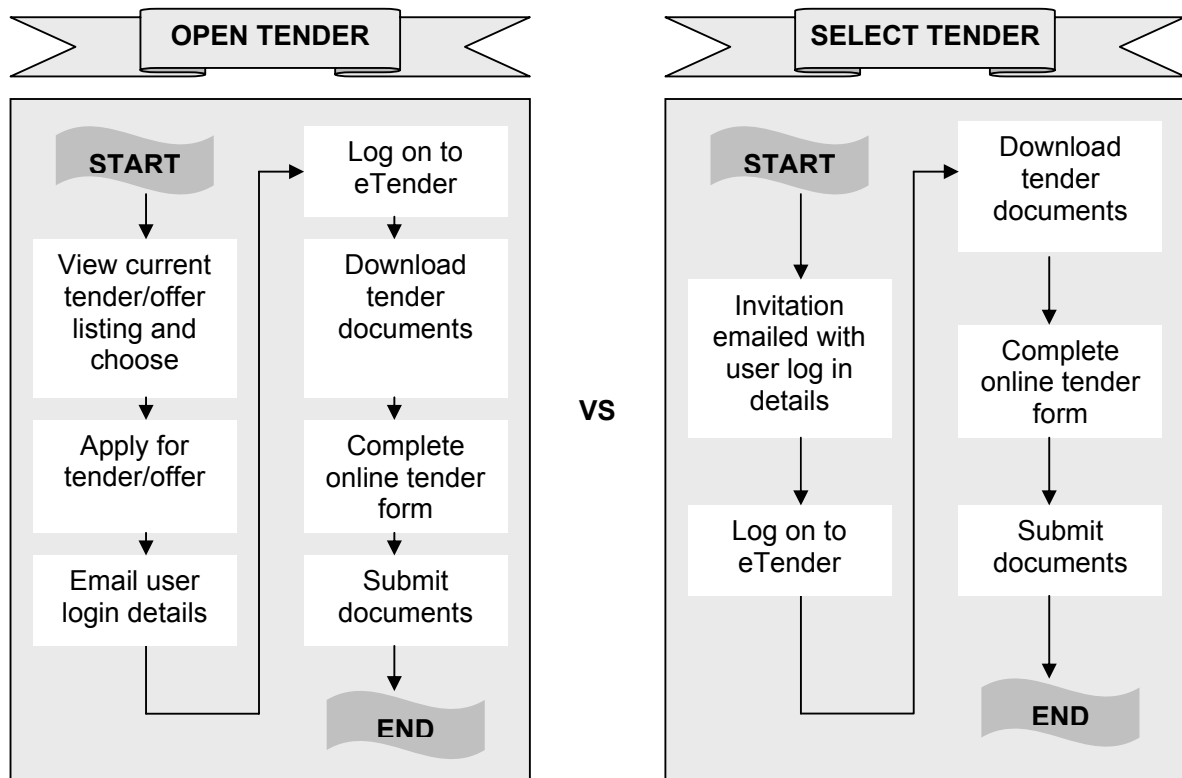 OPEN TENDER
START
View current
tender/offer
listing and
choose
Apply for
tender/offer
Email user
login details
Log on to
eTender
Download
tender
documents
Complete
online tender
form
Submit
documents
END
VS
SELECT TENDER
START
Invitation
emailed with
user log in
details
Log on to
eTender
Download
tender
documents
Complete
online tender
form
Submit
documents
END